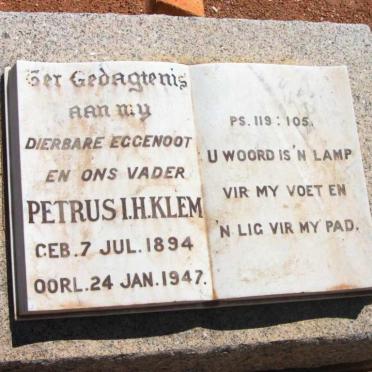 Ter Gedagtenis
aan my
DIERBARE EGGENOOT
EN ONS VADER
PETRUS I.H. KLEM
GEB. 7 JUL. 1894
OORL. 24 JAN. 1947.
PS. 119 : 105.
U WOORD IS 'N LAMP
VIR MY VOET EN
'N LIG VIR MY PAD.